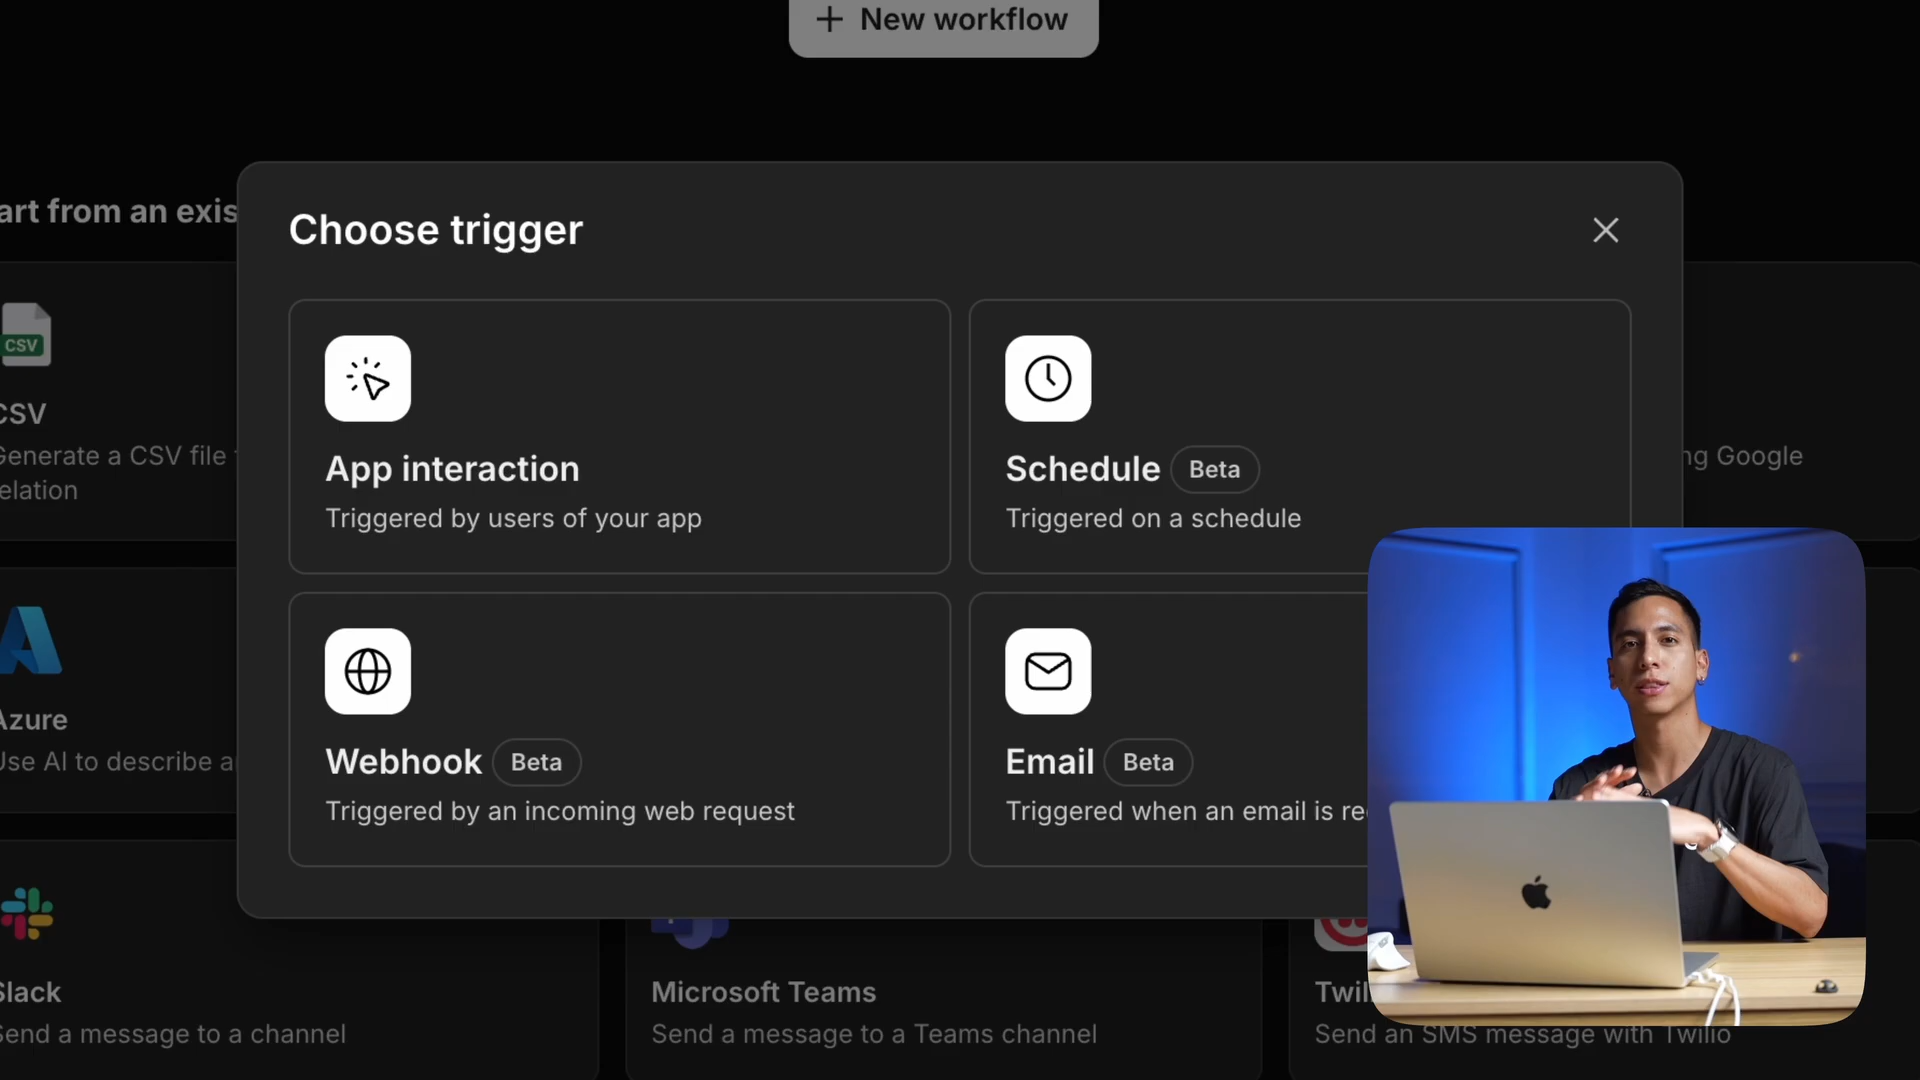 + New workflow
art from an exis
Choose trigger
App interaction
Triggered by users of your app
Schedule Beta
Triggered on a schedule
Webhook Beta
Triggered by an incoming web request
Email Beta
Triggered when an email is re
CSV
CSV
Generate a CSV file
elation
ng Google
Azure
Use AI to describe a
Slack
Send a message to a channel
Microsoft Teams
Send a message to a Teams channel
Twil
Send an SMS message with Twilio